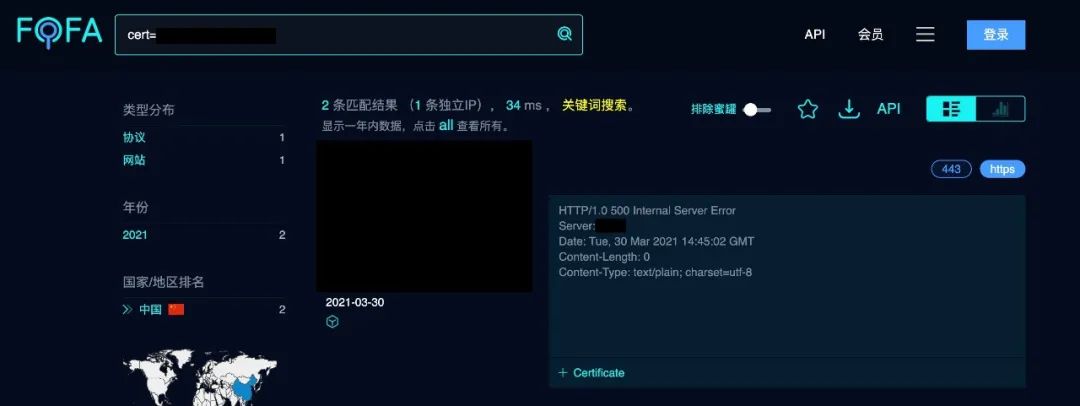 FOFA
cert=
API
会员
登录
类型分布
协议 1
网站 1
年份
2021 2
国家/地区排名
中国 2
2 条匹配结果 （1 条独立IP），34 ms ，关键词搜索。
显示一年内数据，点击 all 查看所有。
排除蜜罐
API
443
https
2021-03-30
HTTP/1.0 500 Internal Server Error
Server:
Date: Tue, 30 Mar 2021 14:45:02 GMT
Content-Length: 0
Content-Type: text/plain; charset=utf-8
+ Certificate